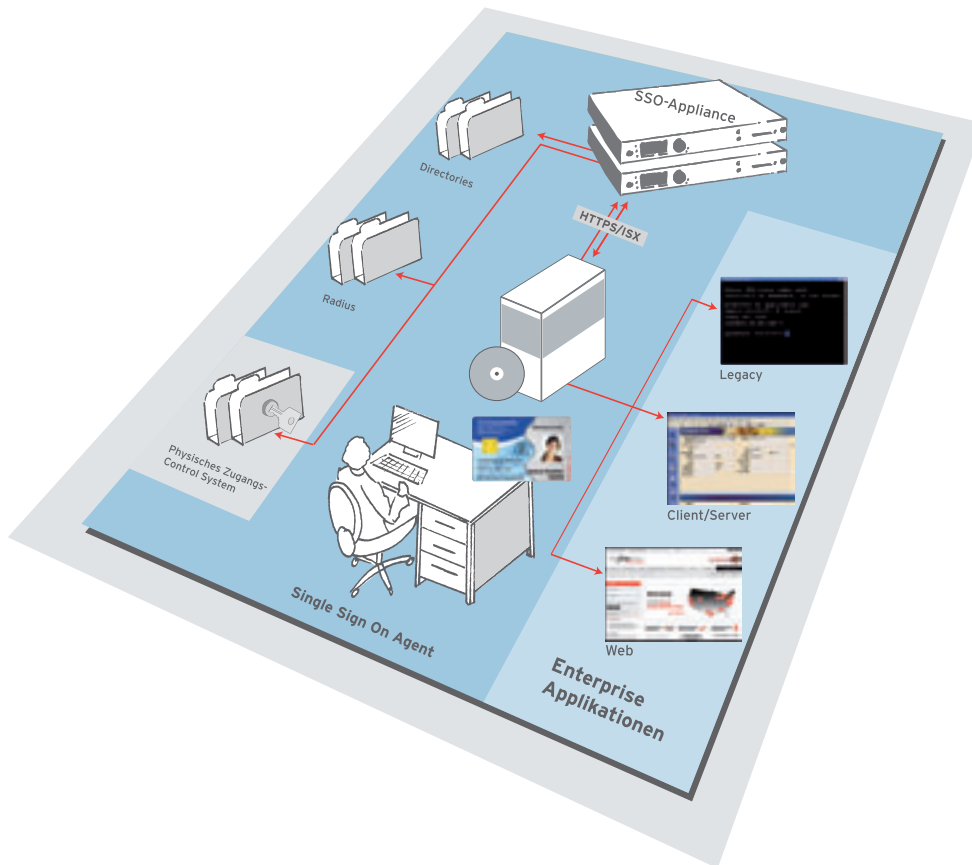 SSO-Appliance
Directories
HTTPS/ISX
Radius
Legacy
Physisches Zugangs-
Control System
Client/Server
Single Sign On Agent
Web
Enterprise
Applikationen